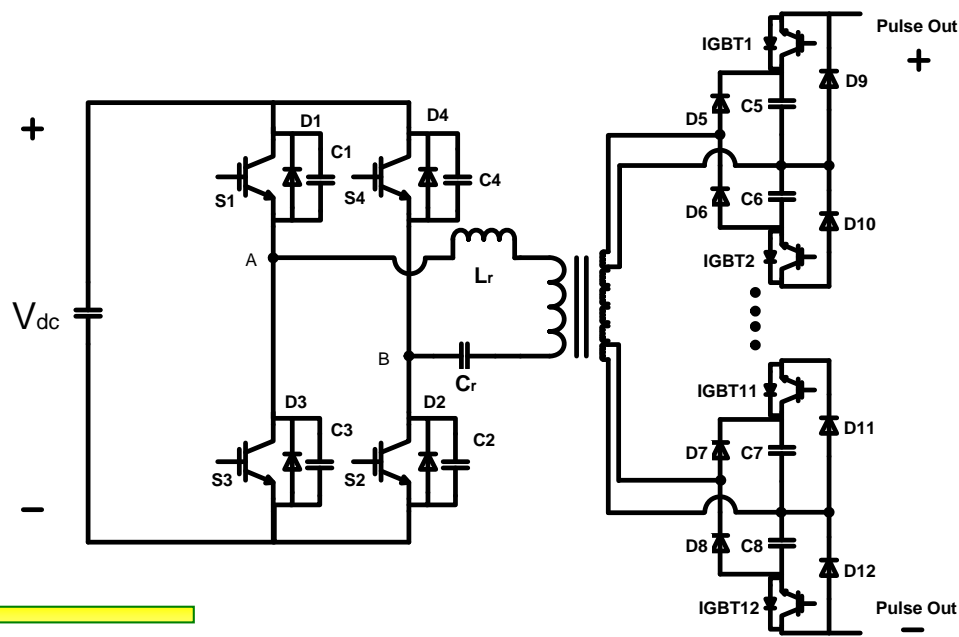 Pulse Out
+
IGBT1
D9
D5
C5
D6
C6
D10
IGBT2
+
D1
D4
C1
C4
S1
S4
A
Lr
Vdc
B
Cr
D3
D2
C3
C2
S3
S2
–
IGBT11
D11
D7
C7
D8
C8
D12
IGBT12
Pulse Out
–